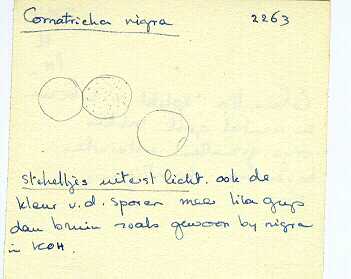 Comatricha nigra 2263
stekeltjes uiterst licht. ook de
kleur v.d. sporen meer lila grijs
dan bruin zoals gewoon by nigra
in KOH.